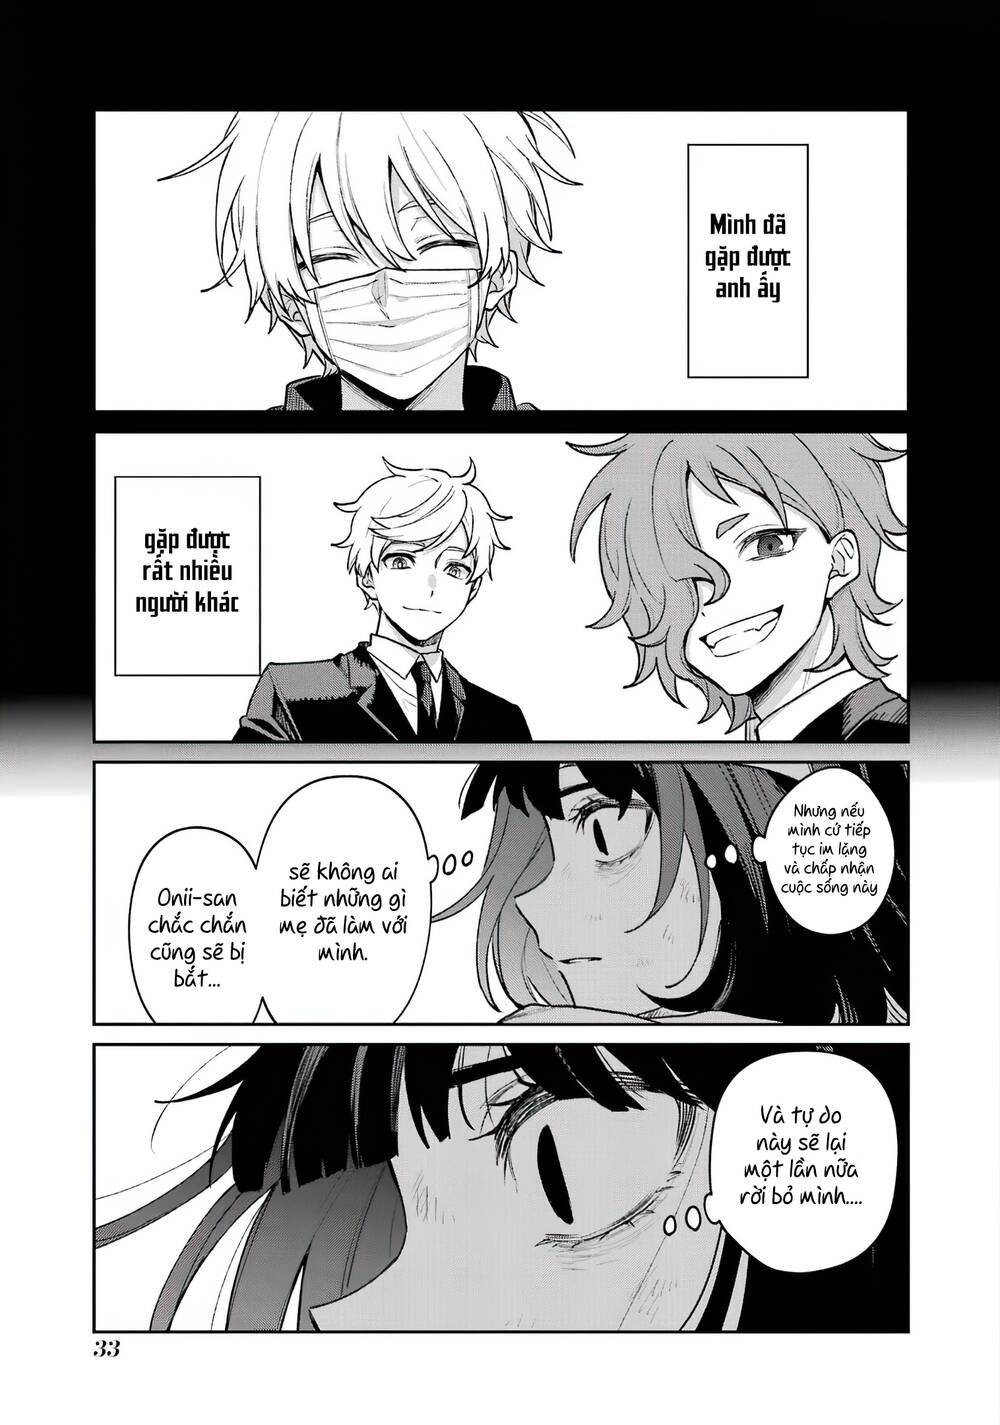 Mình đã
gặp được
anh ấy
gặp được
rất nhiều
người khác
Nhưng nếu
mình cứ tiếp
tục im lặng
và chấp nhận
cuộc sống này
sẽ không ai
biết những gì
mẹ đã làm với
mình.
Onii-san
chắc chắn
cũng sẽ bị
bắt...
Và tự do
này sẽ lại
một lần nữa
rời bỏ mình....
33